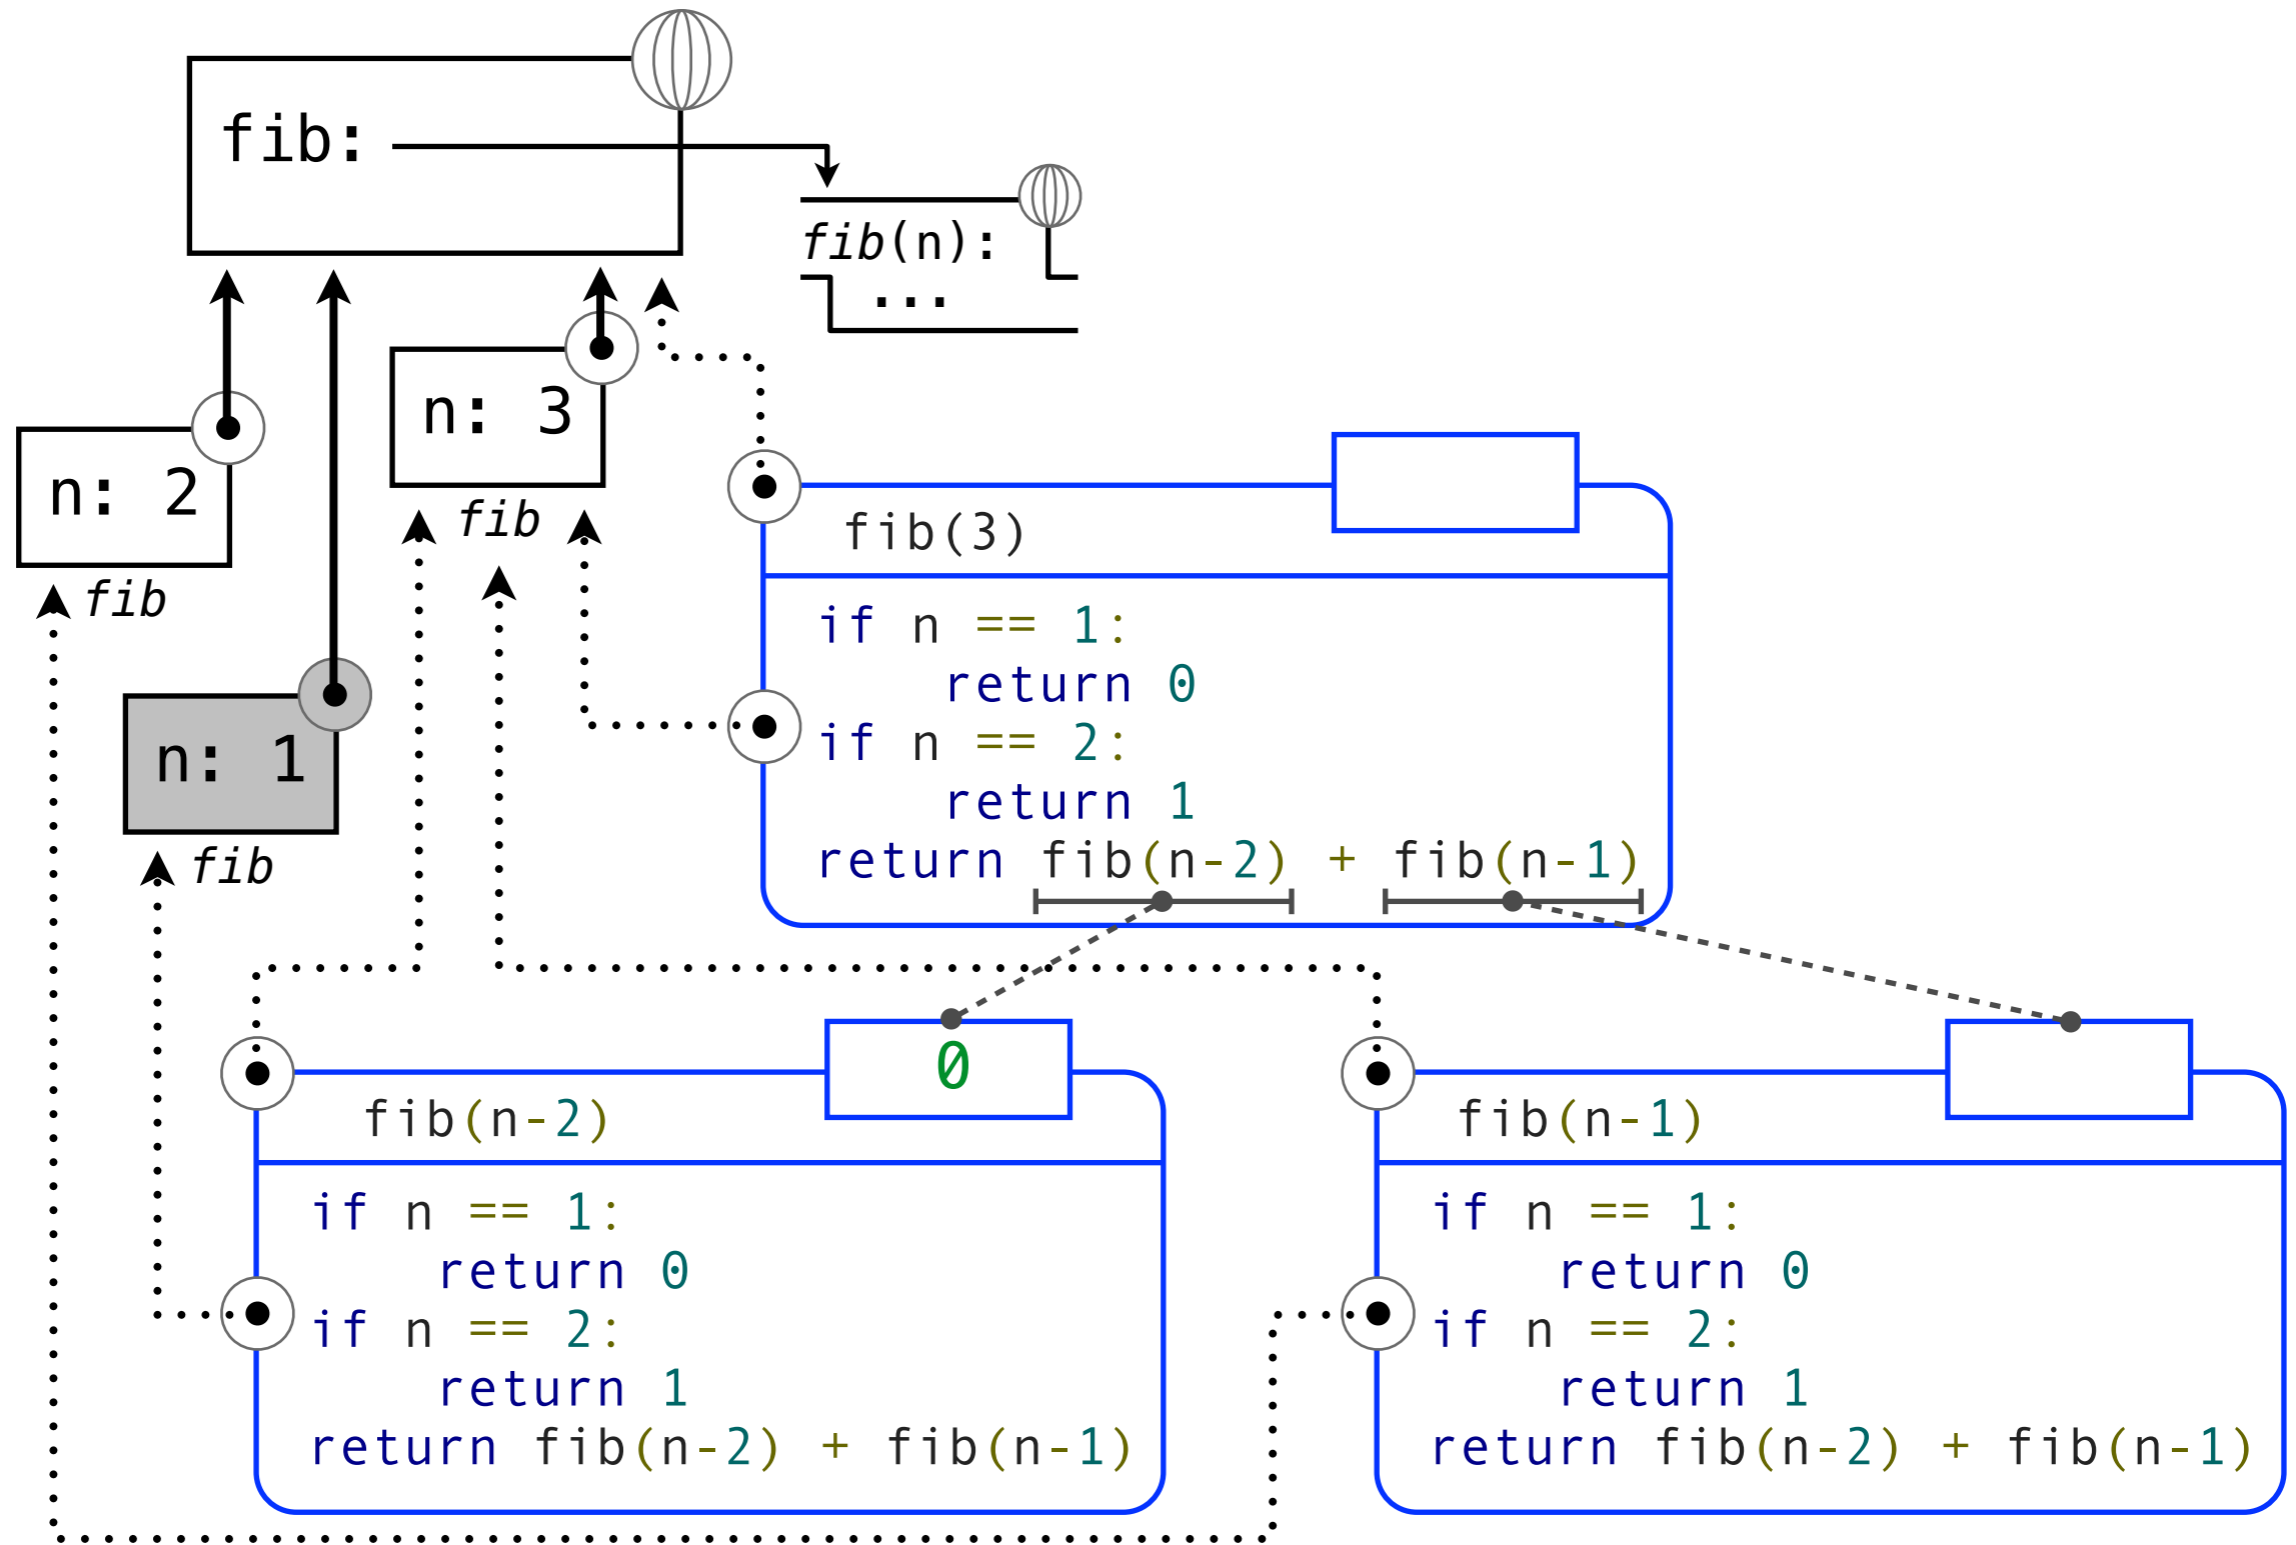 fib:
fib(n):
...
n: 3
fib
n: 2
fib
n: 1
fib
fib(3)
if n == 1:
return 0
if n == 2:
return 1
return fib(n-2) + fib(n-1)
0
fib(n-2)
if n == 1:
return 0
if n == 2:
return 1
return fib(n-2) + fib(n-1)
fib(n-1)
if n == 1:
return 0
if n == 2:
return 1
return fib(n-2) + fib(n-1)